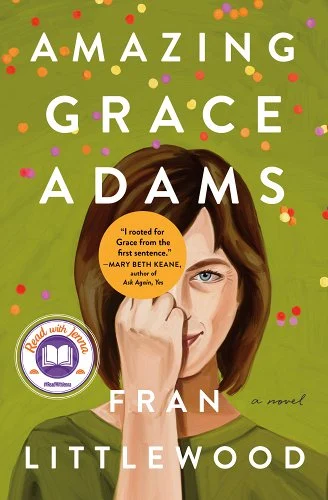 AMAZING
GRACE
ADAMS
"I rooted for
Grace from the
first sentence."
—MARY BETH KEANE,
author of
Ask Again, Yes
Read with Jenna
#ReadWithJenna
FRAN
a novel
LITTLEWOOD